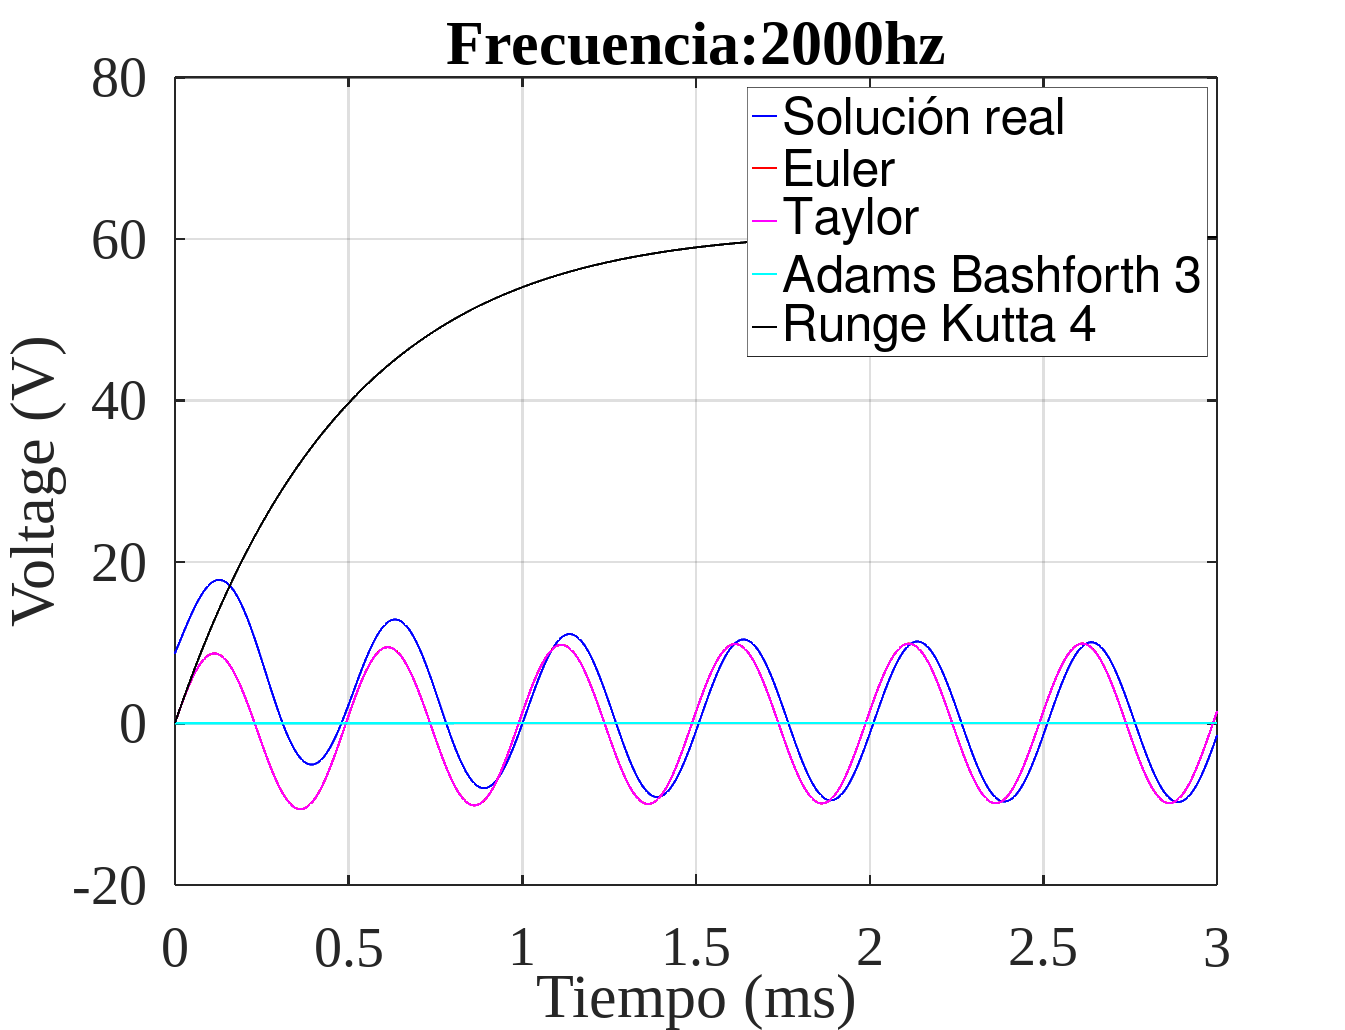 Frecuencia:2000hz
80
60
40
20
0
-20
Voltage (V)
Solución real
Euler
Taylor
Adams Bashforth 3
Runge Kutta 4
0 0.5 1 1.5 2 2.5 3
Tiempo (ms)